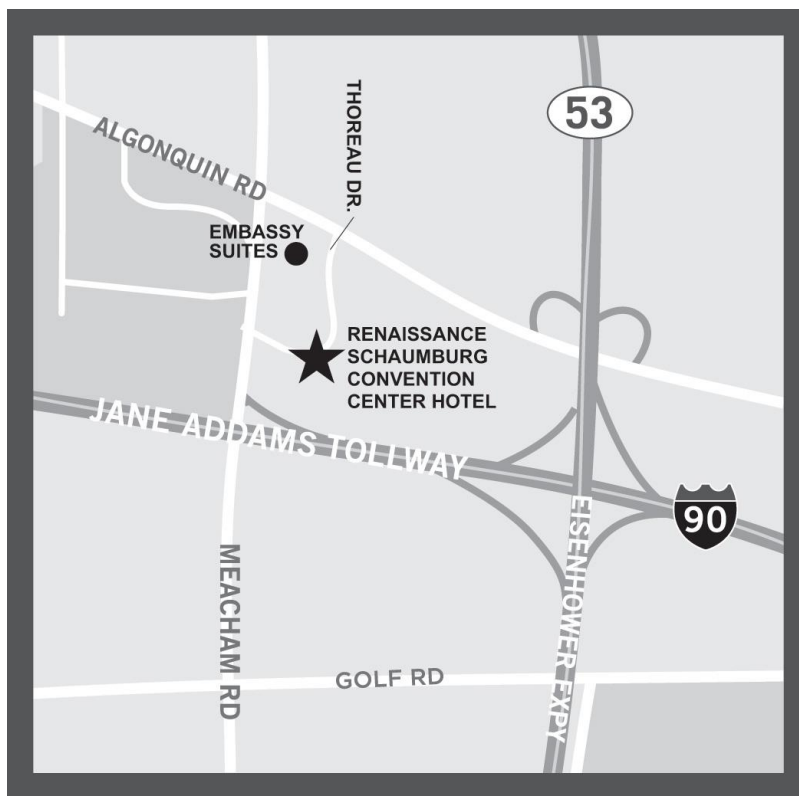 53
THOREAU DR.
ALGONQUIN RD
EMBASSY
SUITES
RENAISSANCE
SCHAUMBURG
CONVENTION
CENTER HOTEL
JANE ADDAMS TOLLWAY
90
EISENHOWER EXPY
MEACHAM RD
GOLF RD